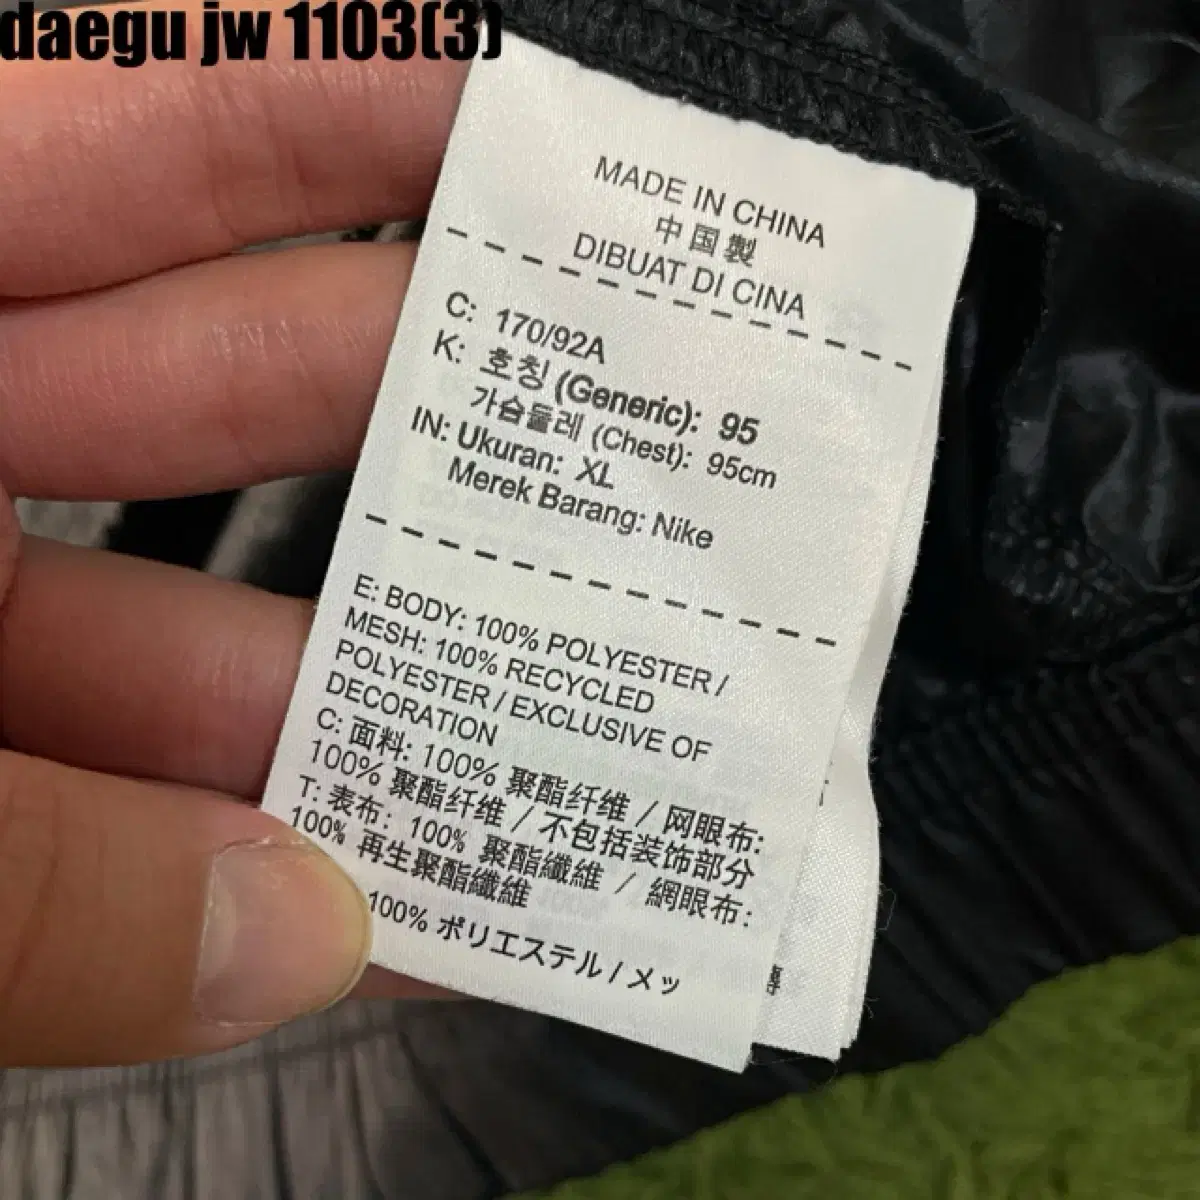 daegu jw 1103(3)
MADE IN CHINA
中国製
DIBUAT DI CINA
C: 170/92A
K: 호칭 (Generic): 95
가슴둘레 (Chest): 95cm
IN: Ukuran: XL
Merek Barang: Nike
E: BODY: 100% POLYESTER /
MESH: 100% RECYCLED
POLYESTER / EXCLUSIVE OF
DECORATION
C: 面料: 100% 聚酯纤维 / 网眼布:
100% 聚酯纤维 / 不包括装饰部分
T: 表布: 100% 聚酯纖維 / 網眼布:
100% 再生聚酯纖維
100% ポリエステル / メッ